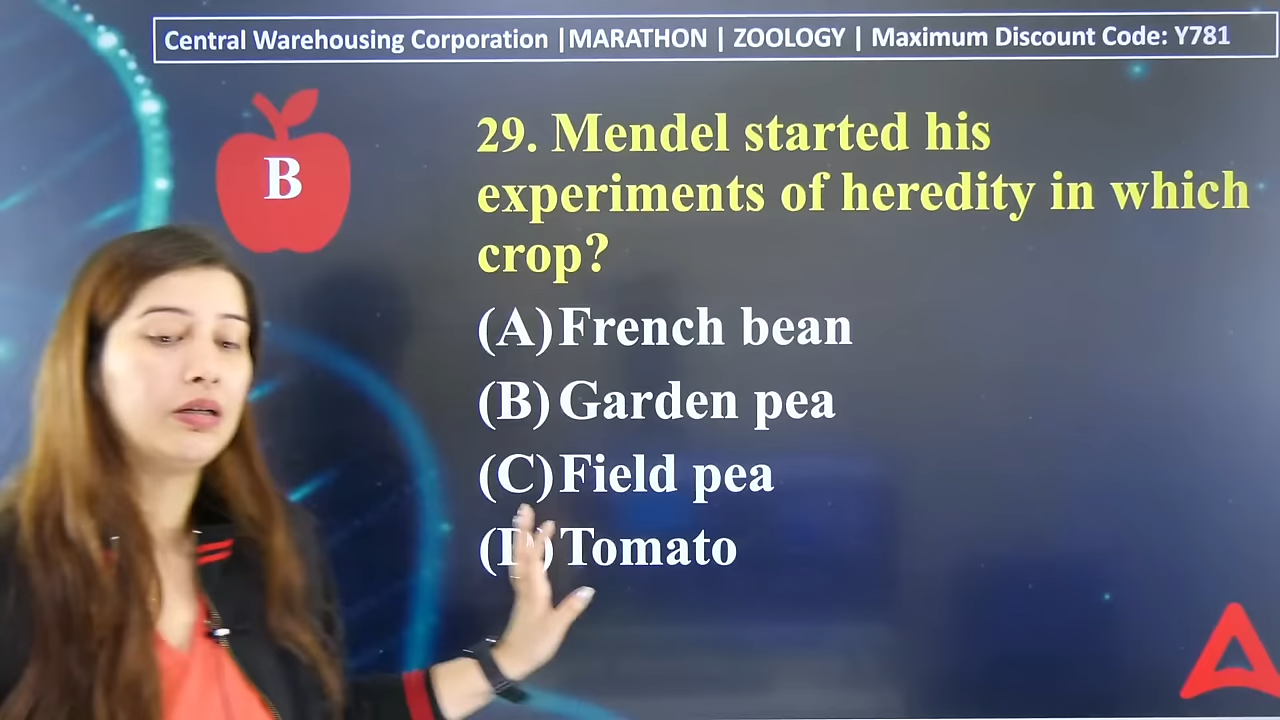 Central Warehousing Corporation |MARATHON | ZOOLOGY | Maximum Discount Code: Y781
B
29. Mendel started his
experiments of heredity in which
crop?
(A) French bean
(B) Garden pea
(C) Field pea
(D) Tomato